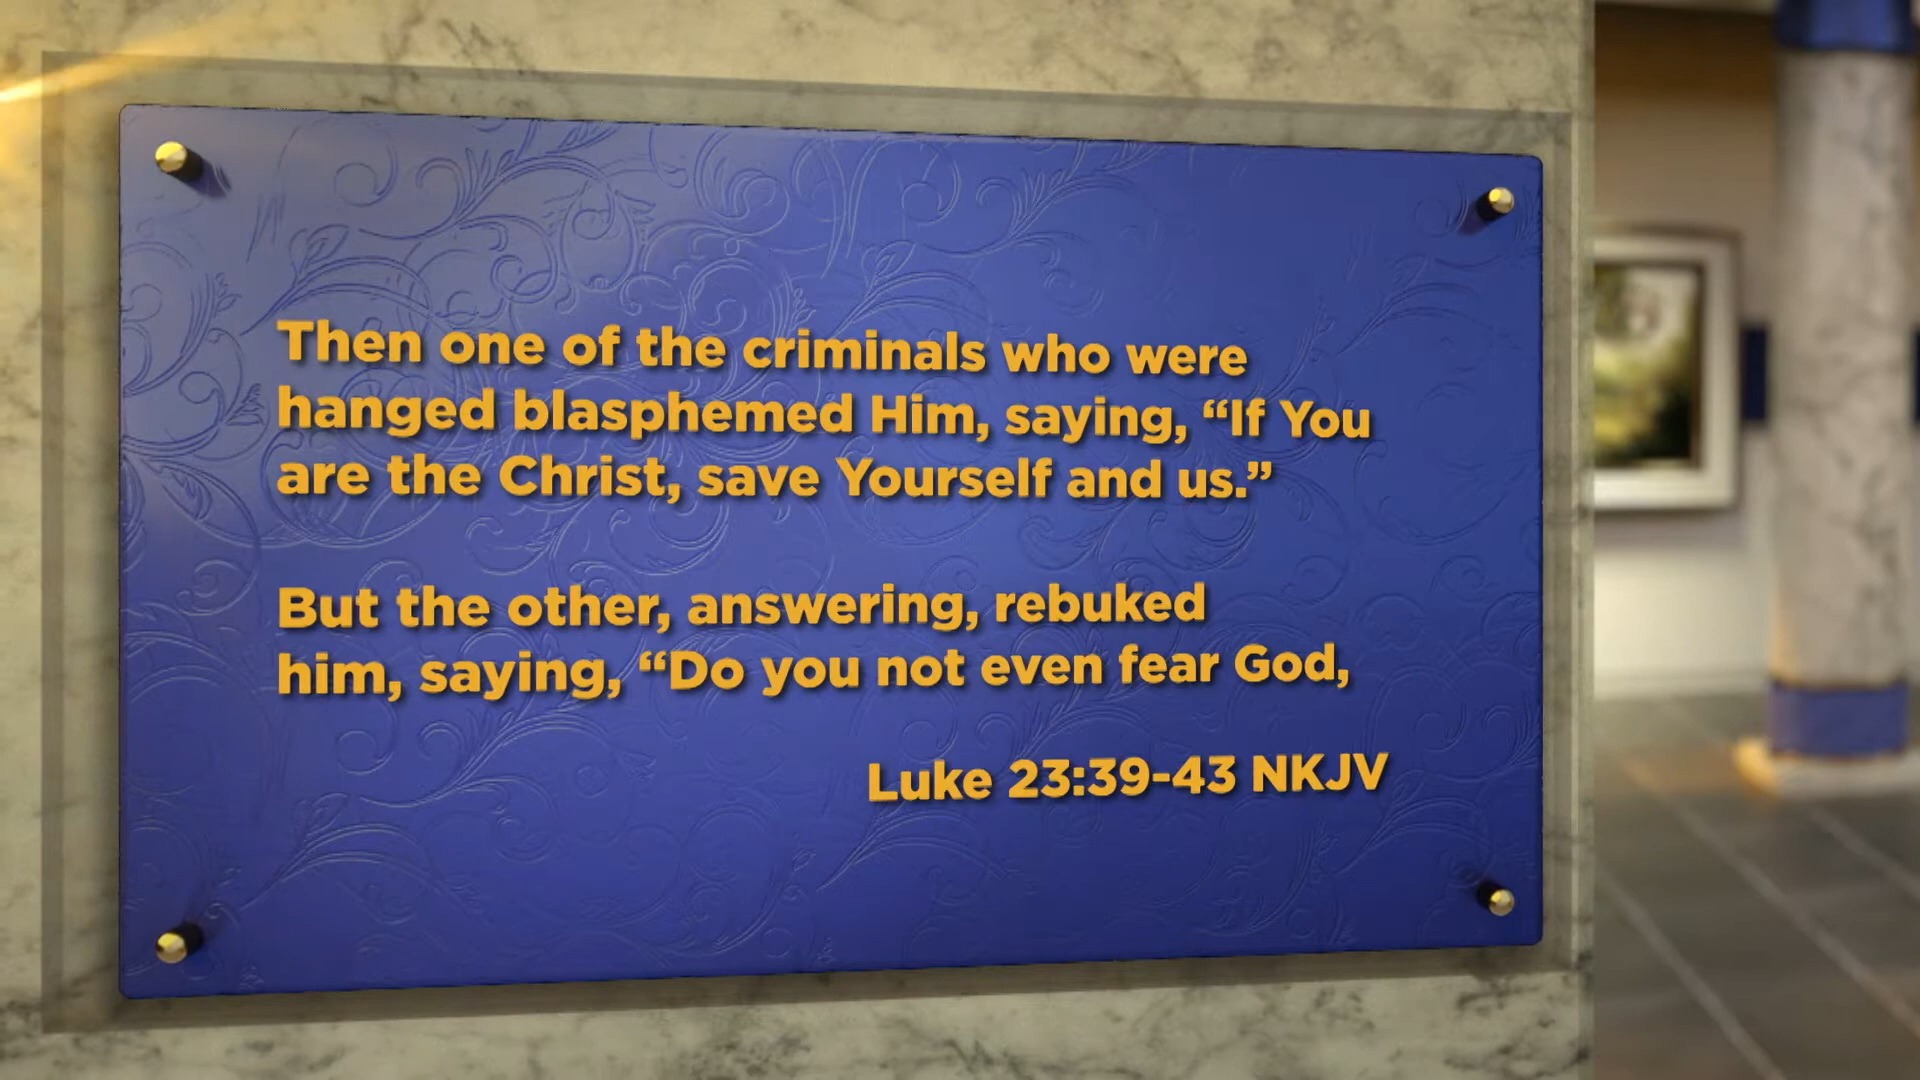 Then one of the criminals who were
hanged blasphemed Him, saying, “If You
are the Christ, save Yourself and us.”
But the other, answering, rebuked
him, saying, “Do you not even fear God,
Luke 23:39-43 NKJV